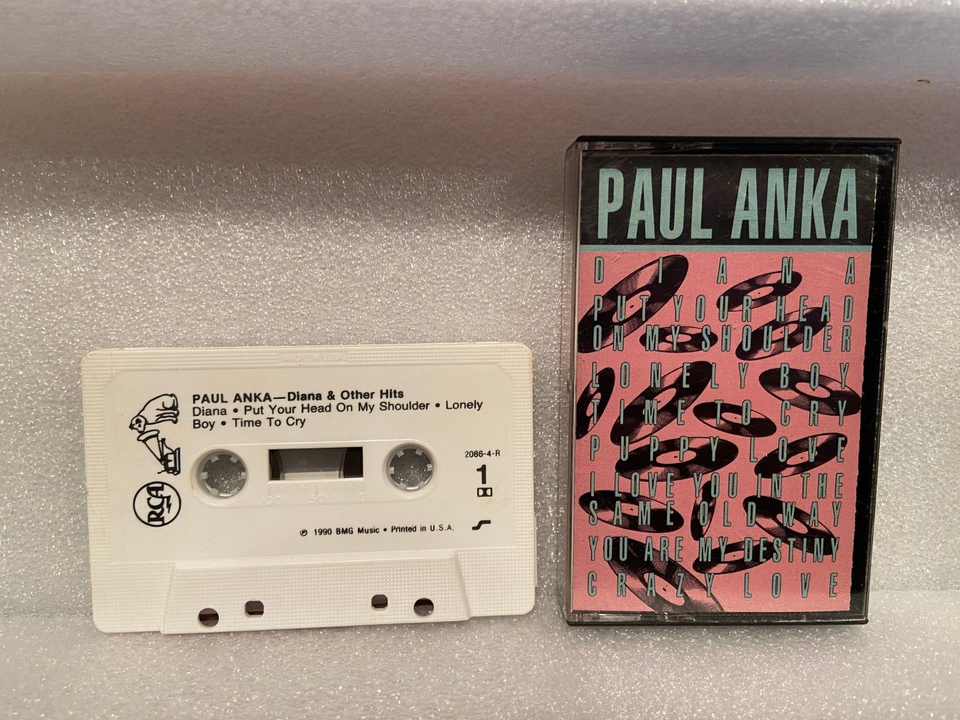 PAUL ANKA—Diana & Other Hits
Diana • Put Your Head On My Shoulder • Lonely
Boy • Time To Cry
2086-4-R
1
RCA
℗ 1990 BMG Music • Printed in U.S.A.
PAUL ANKA
DIANA
PUT YOUR HEAD
ON MY SHOULDER
LONELY BOY
TIME TO CRY
PUPPY LOVE
I LOVE YOU IN THE
SAME OLD WAY
YOU ARE MY DESTINY
CRAZY LOVE